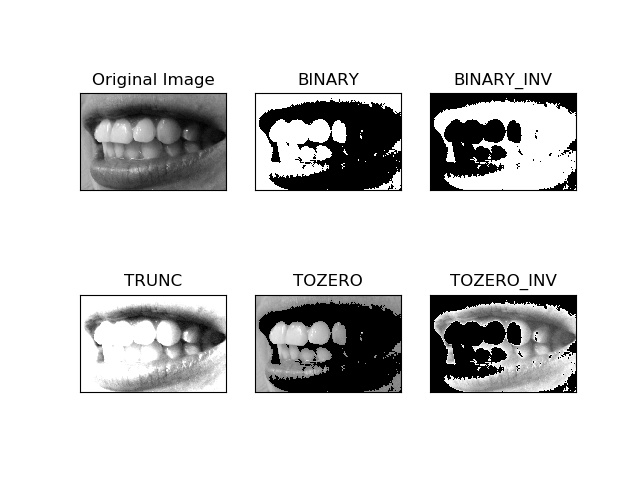 Original Image
BINARY
BINARY_INV
TRUNC
TOZERO
TOZERO_INV